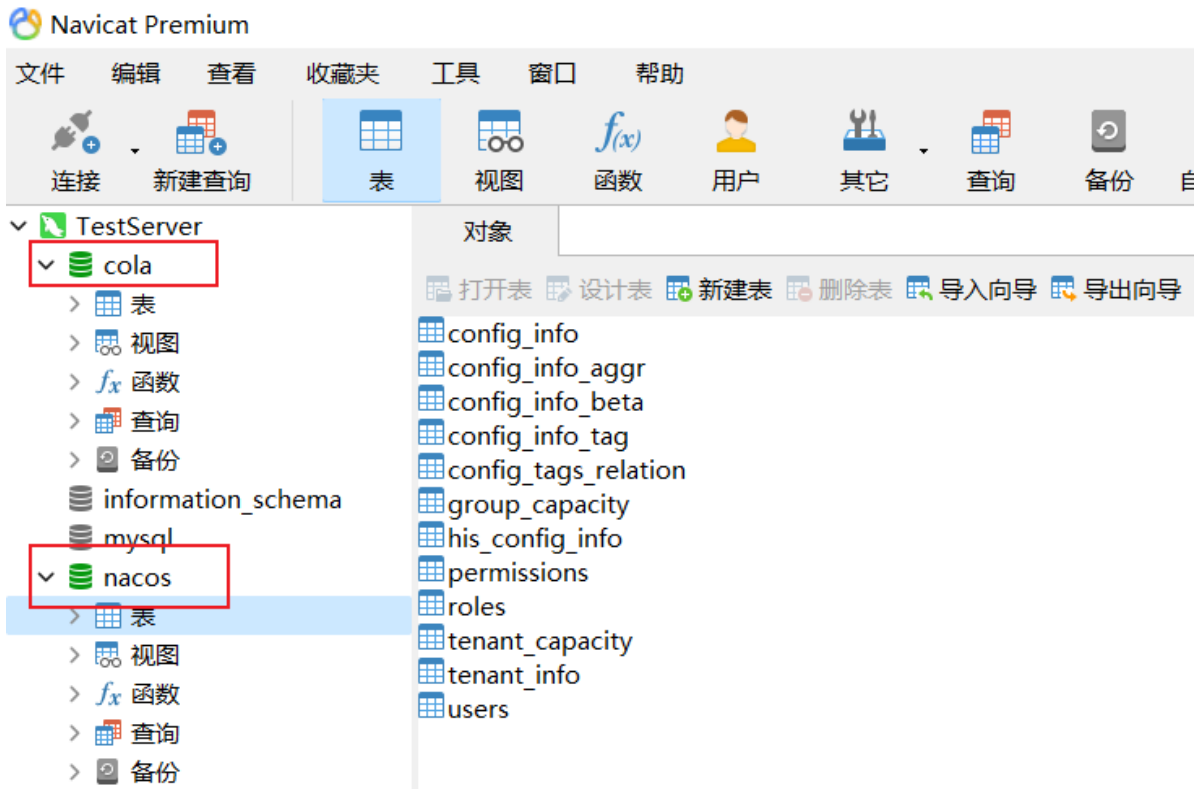 Navicat Premium
文件 编辑 查看 收藏夹 工具 窗口 帮助
连接 新建查询 表 视图 函数 用户 其它 查询 备份
TestServer
cola
表
视图
fx 函数
查询
备份
information_schema
mysql
nacos
表
视图
fx 函数
查询
备份
对象
打开表 设计表 新建表 删除表 导入向导 导出向导
config_info
config_info_aggr
config_info_beta
config_info_tag
config_tags_relation
group_capacity
his_config_info
permissions
roles
tenant_capacity
tenant_info
users